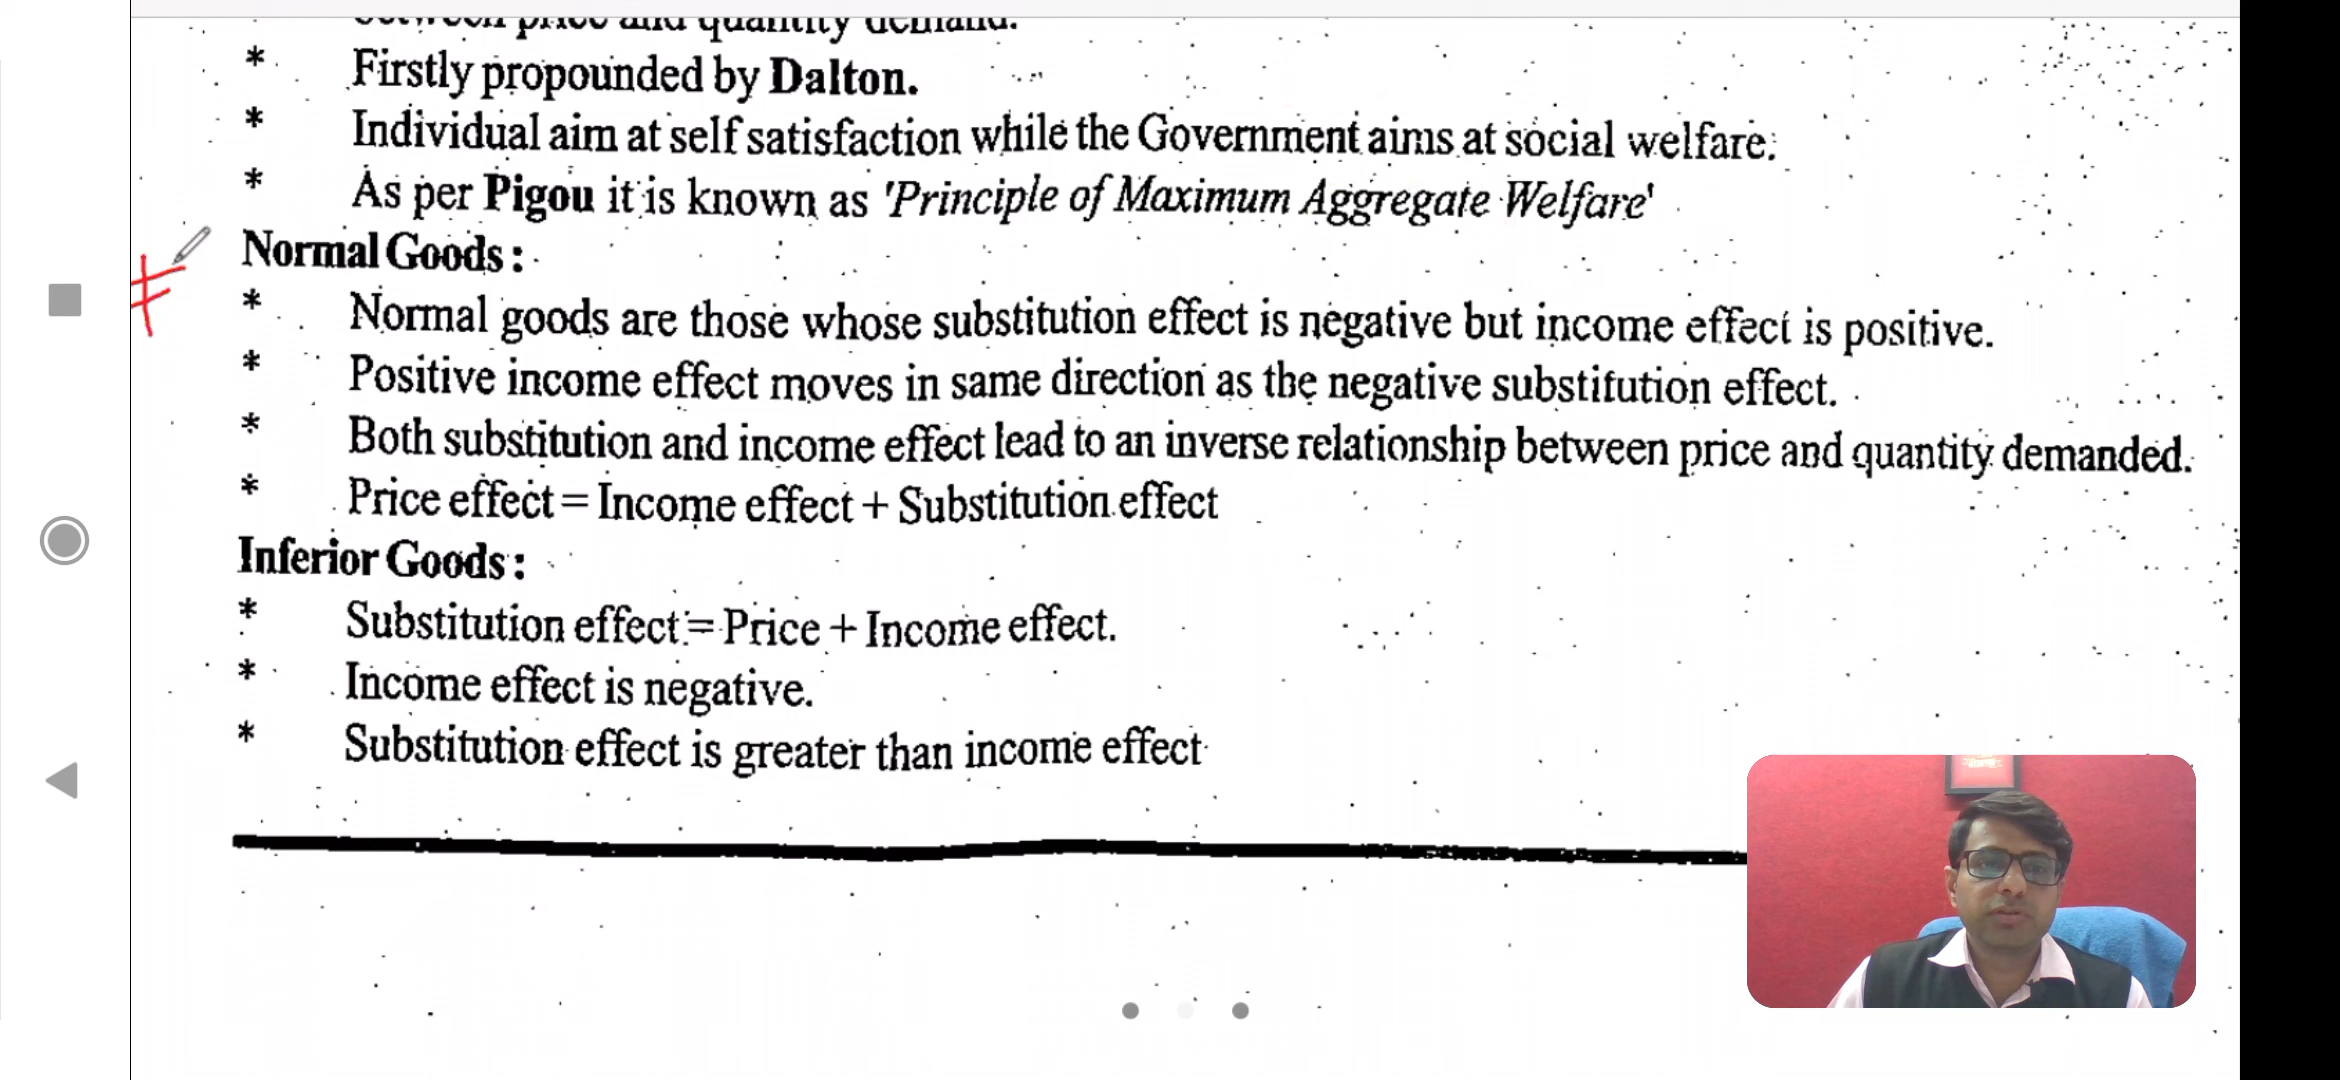 between price and quantity demand.
* Firstly propounded by Dalton.
* Individual aim at self satisfaction while the Government aims at social welfare.
* As per Pigou it is known as 'Principle of Maximum Aggregate Welfare'
Normal Goods :
* Normal goods are those whose substitution effect is negative but income effect is positive.
* Positive income effect moves in same direction as the negative substitution effect.
* Both substitution and income effect lead to an inverse relationship between price and quantity demanded.
* Price effect = Income effect + Substitution effect
Inferior Goods :
* Substitution effect = Price + Income effect.
* Income effect is negative.
* Substitution effect is greater than income effect